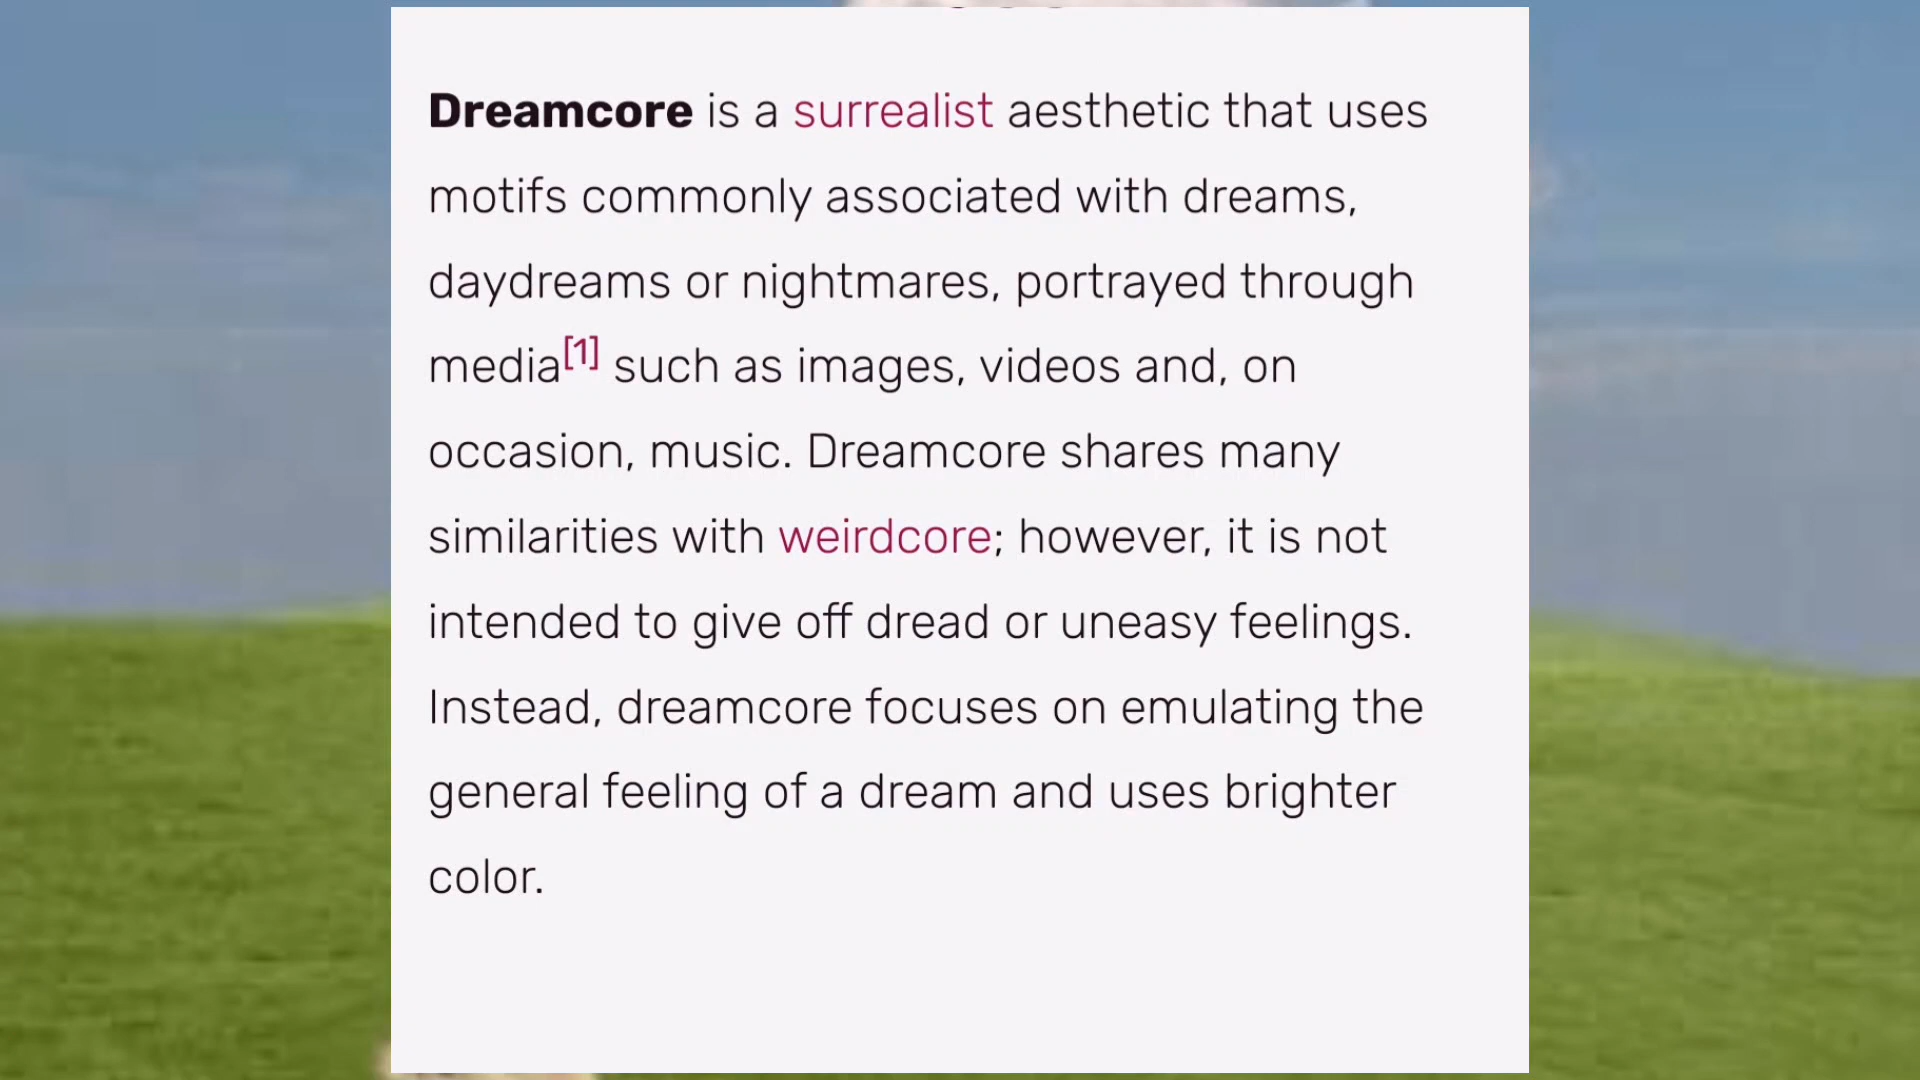 Dreamcore is a surrealist aesthetic that uses
motifs commonly associated with dreams,
daydreams or nightmares, portrayed through
media[1] such as images, videos and, on
occasion, music. Dreamcore shares many
similarities with weirdcore; however, it is not
intended to give off dread or uneasy feelings.
Instead, dreamcore focuses on emulating the
general feeling of a dream and uses brighter
color.